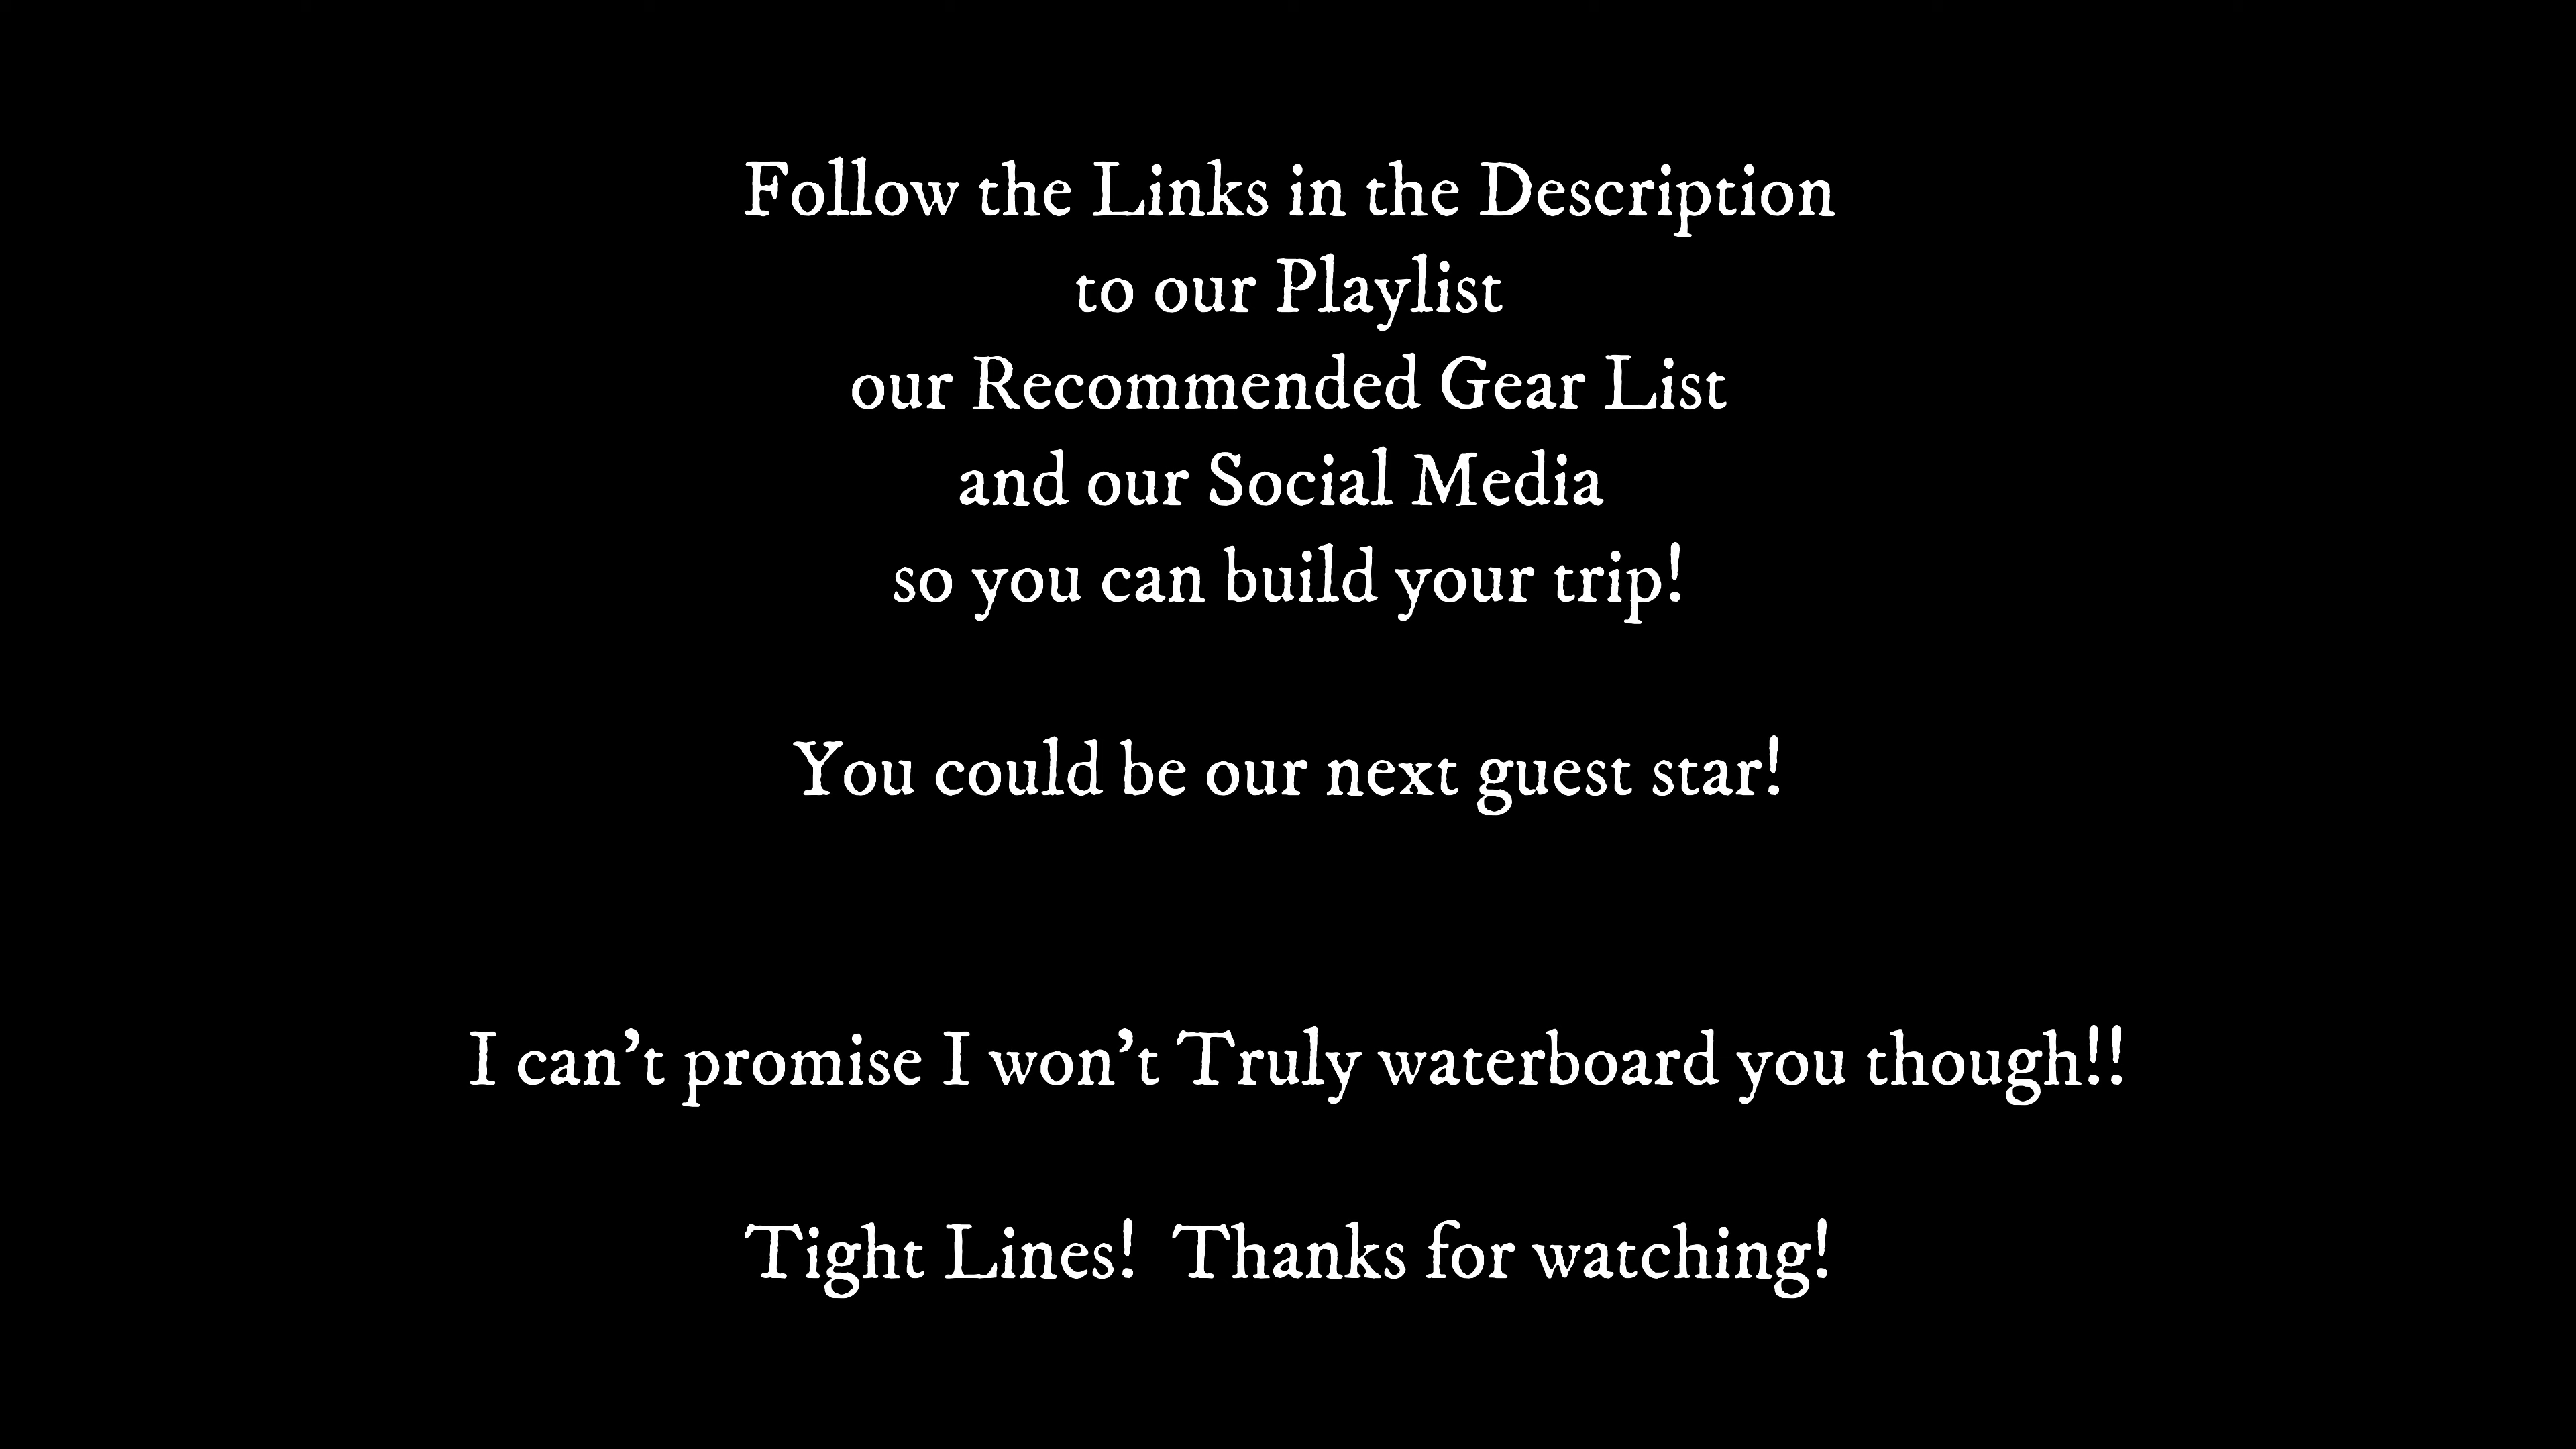 Follow the Links in the Description
to our Playlist
our Recommended Gear List
and our Social Media
so you can build your trip!
You could be our next guest star!
I can't promise I won't Truly waterboard you though!!
Tight Lines!  Thanks for watching!